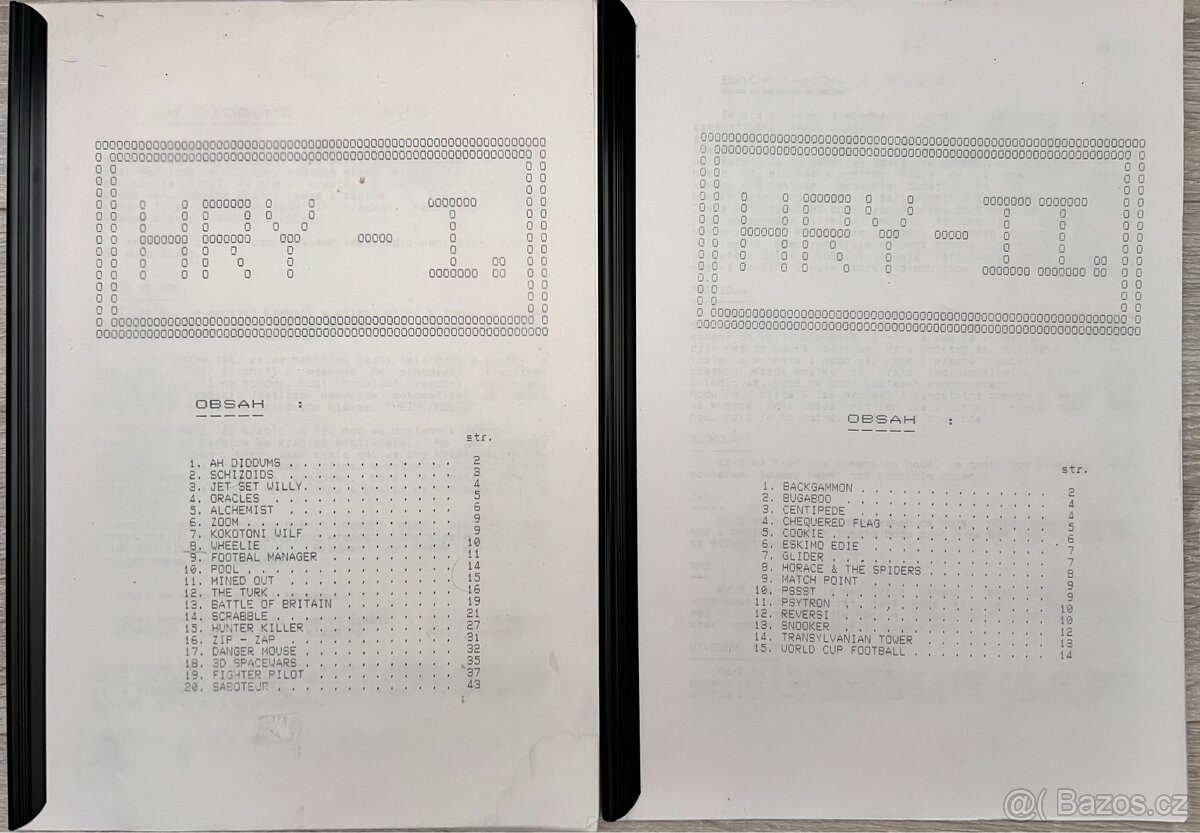 HRY - I.
OBSAH :
str.
1. AH DIDDUMS . . . . . . . . . . . . 2
2. SCHIZOIDS . . . . . . . . . . . . 3
3. JET SET WILLY. . . . . . . . . . . 4
4. ORACLES . . . . . . . . . . . . . 5
5. ALCHEMIST . . . . . . . . . . . . 6
6. ZOOM . . . . . . . . . . . . . . . 9
7. KOKOTONI WILF . . . . . . . . . . 9
8. WHEELIE . . . . . . . . . . . . . 10
9. FOOTBAL MANAGER . . . . . . . . . 11
10. POOL . . . . . . . . . . . . . . . 14
11. MINED OUT . . . . . . . . . . . . 15
12. THE TURK . . . . . . . . . . . . . 16
13. BATTLE OF BRITAIN . . . . . . . . 19
14. SCRABBLE . . . . . . . . . . . . . 21
15. HUNTER KILLER . . . . . . . . . . 27
16. ZIP - ZAP . . . . . . . . . . . . 31
17. DANGER MOUSE . . . . . . . . . . . 32
18. 3D SPACEWARS . . . . . . . . . . . 35
19. FIGHTER PILOT . . . . . . . . . . 37
20. SABOTEUR . . . . . . . . . . . . . 43
HRY - II.
OBSAH :
str.
1. BACKGAMMON . . . . . . . . . . . . 2
2. BUGABOO . . . . . . . . . . . . . 4
3. CENTIPEDE . . . . . . . . . . . . 4
4. CHEQUERED FLAG . . . . . . . . . . 5
5. COOKIE . . . . . . . . . . . . . . 6
6. ESKIMO EDIE . . . . . . . . . . . 7
7. GLIDER . . . . . . . . . . . . . . 7
8. HORACE & THE SPIDERS . . . . . . . 8
9. MATCH POINT . . . . . . . . . . . 9
10. PSSST . . . . . . . . . . . . . . 9
11. PSYTRON . . . . . . . . . . . . . 10
12. REVERSI . . . . . . . . . . . . . 10
13. SNOOKER . . . . . . . . . . . . . 12
14. TRANSYLVANIAN TOWER . . . . . . . 13
15. WORLD CUP FOOTBALL . . . . . . . . 14
@( Bazos.cz